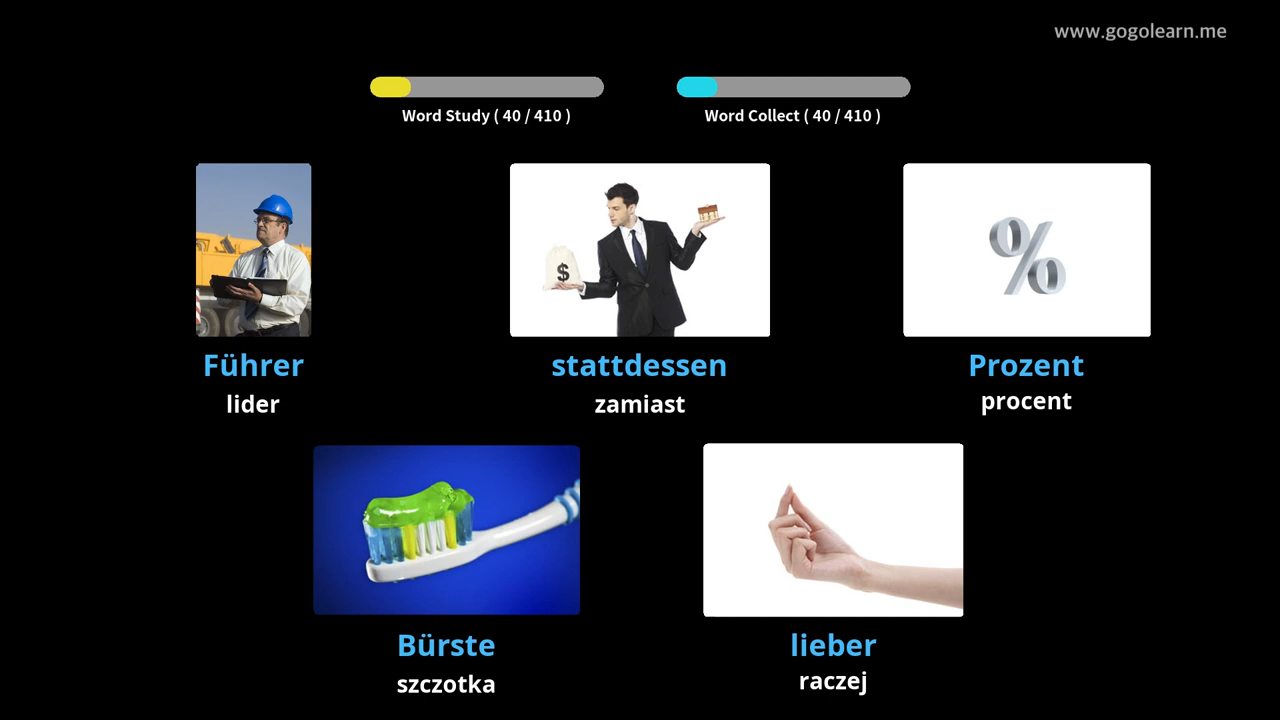 www.gogolearn.me
Word Study ( 40 / 410 )
Word Collect ( 40 / 410 )
$
%
Führer
stattdessen
Prozent
lider
zamiast
procent
Bürste
lieber
szczotka
raczej